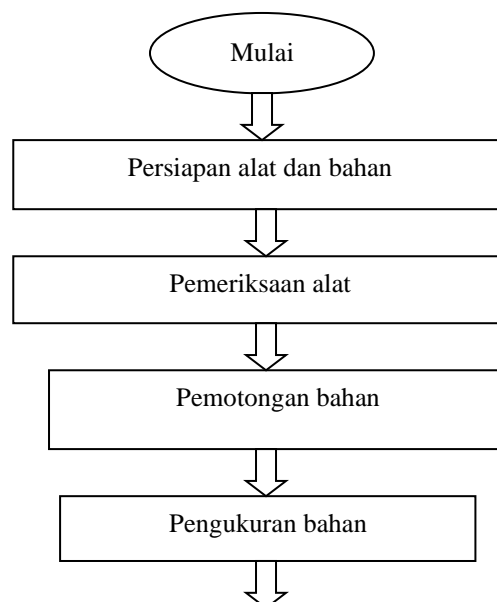 Mulai
Persiapan alat dan bahan
Pemeriksaan alat
Pemotongan bahan
Pengukuran bahan